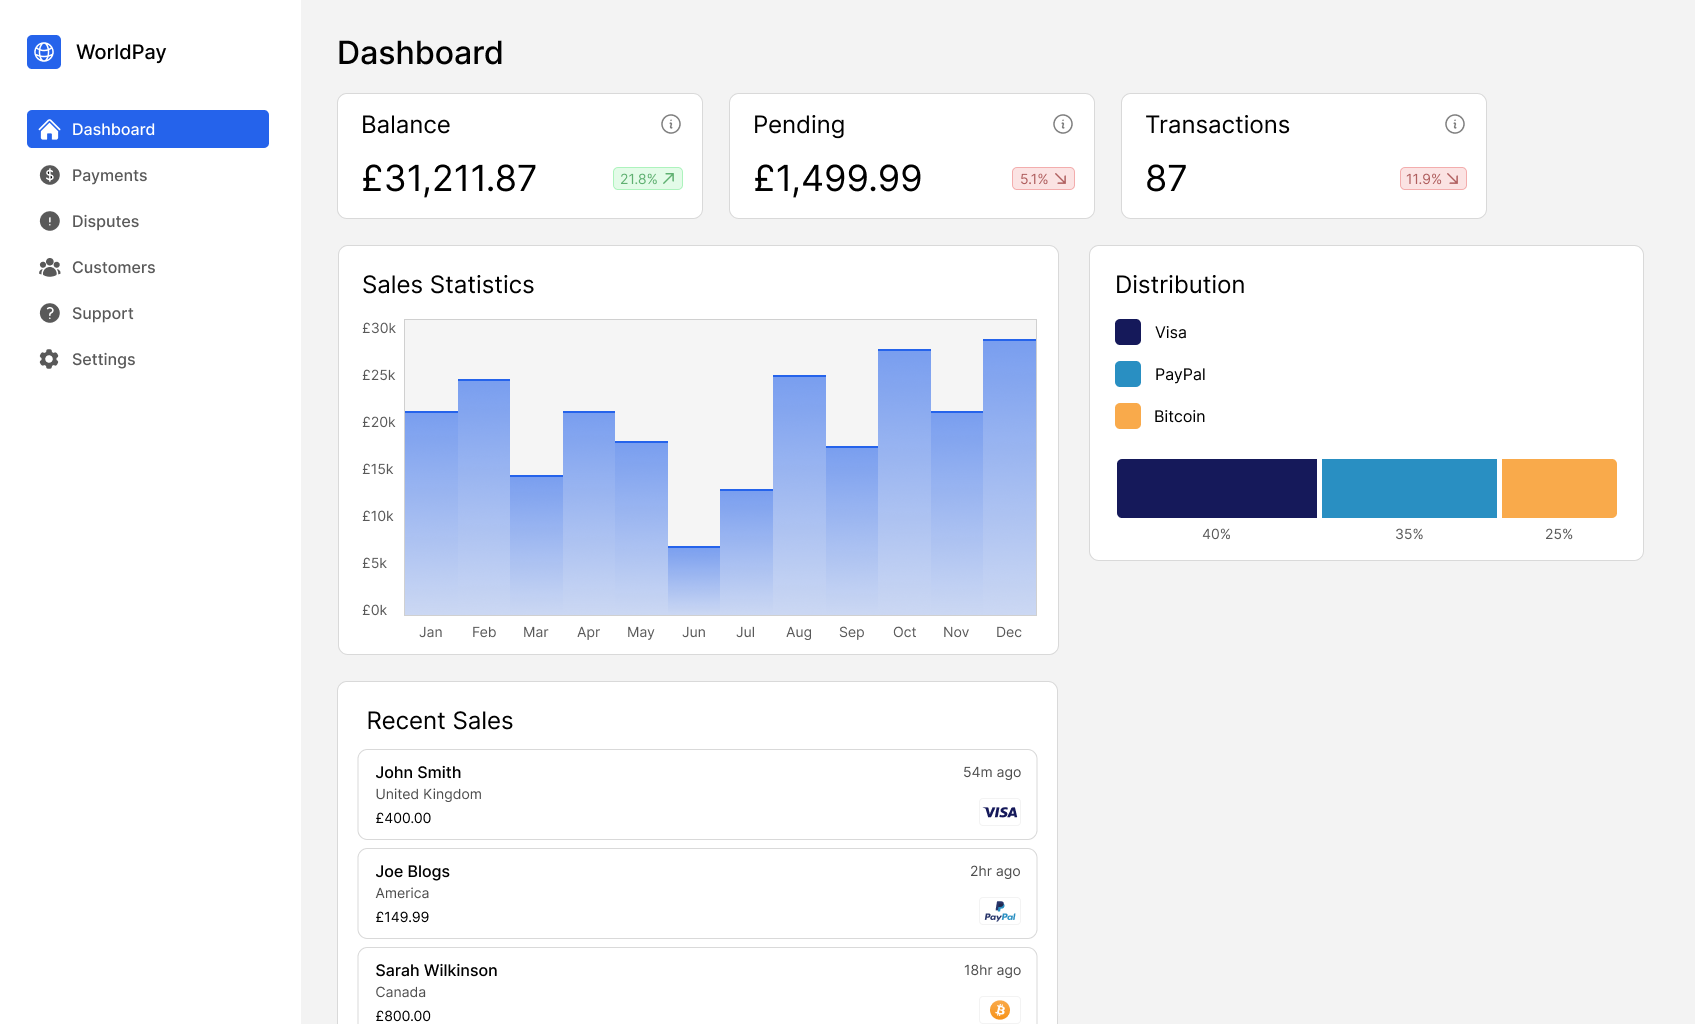 WorldPay
Dashboard
Payments
Disputes
Customers
Support
Settings
Dashboard
Balance
£31,211.87
21.8%
Pending
£1,499.99
5.1%
Transactions
87
11.9%
Sales Statistics
£30k
£25k
£20k
£15k
£10k
£5k
£0k
Jan Feb Mar Apr May Jun Jul Aug Sep Oct Nov Dec
Distribution
Visa
PayPal
Bitcoin
40% 35% 25%
Recent Sales
John Smith
54m ago
United Kingdom
£400.00
VISA
Joe Blogs
2hr ago
America
£149.99
PayPal
Sarah Wilkinson
18hr ago
Canada
£800.00